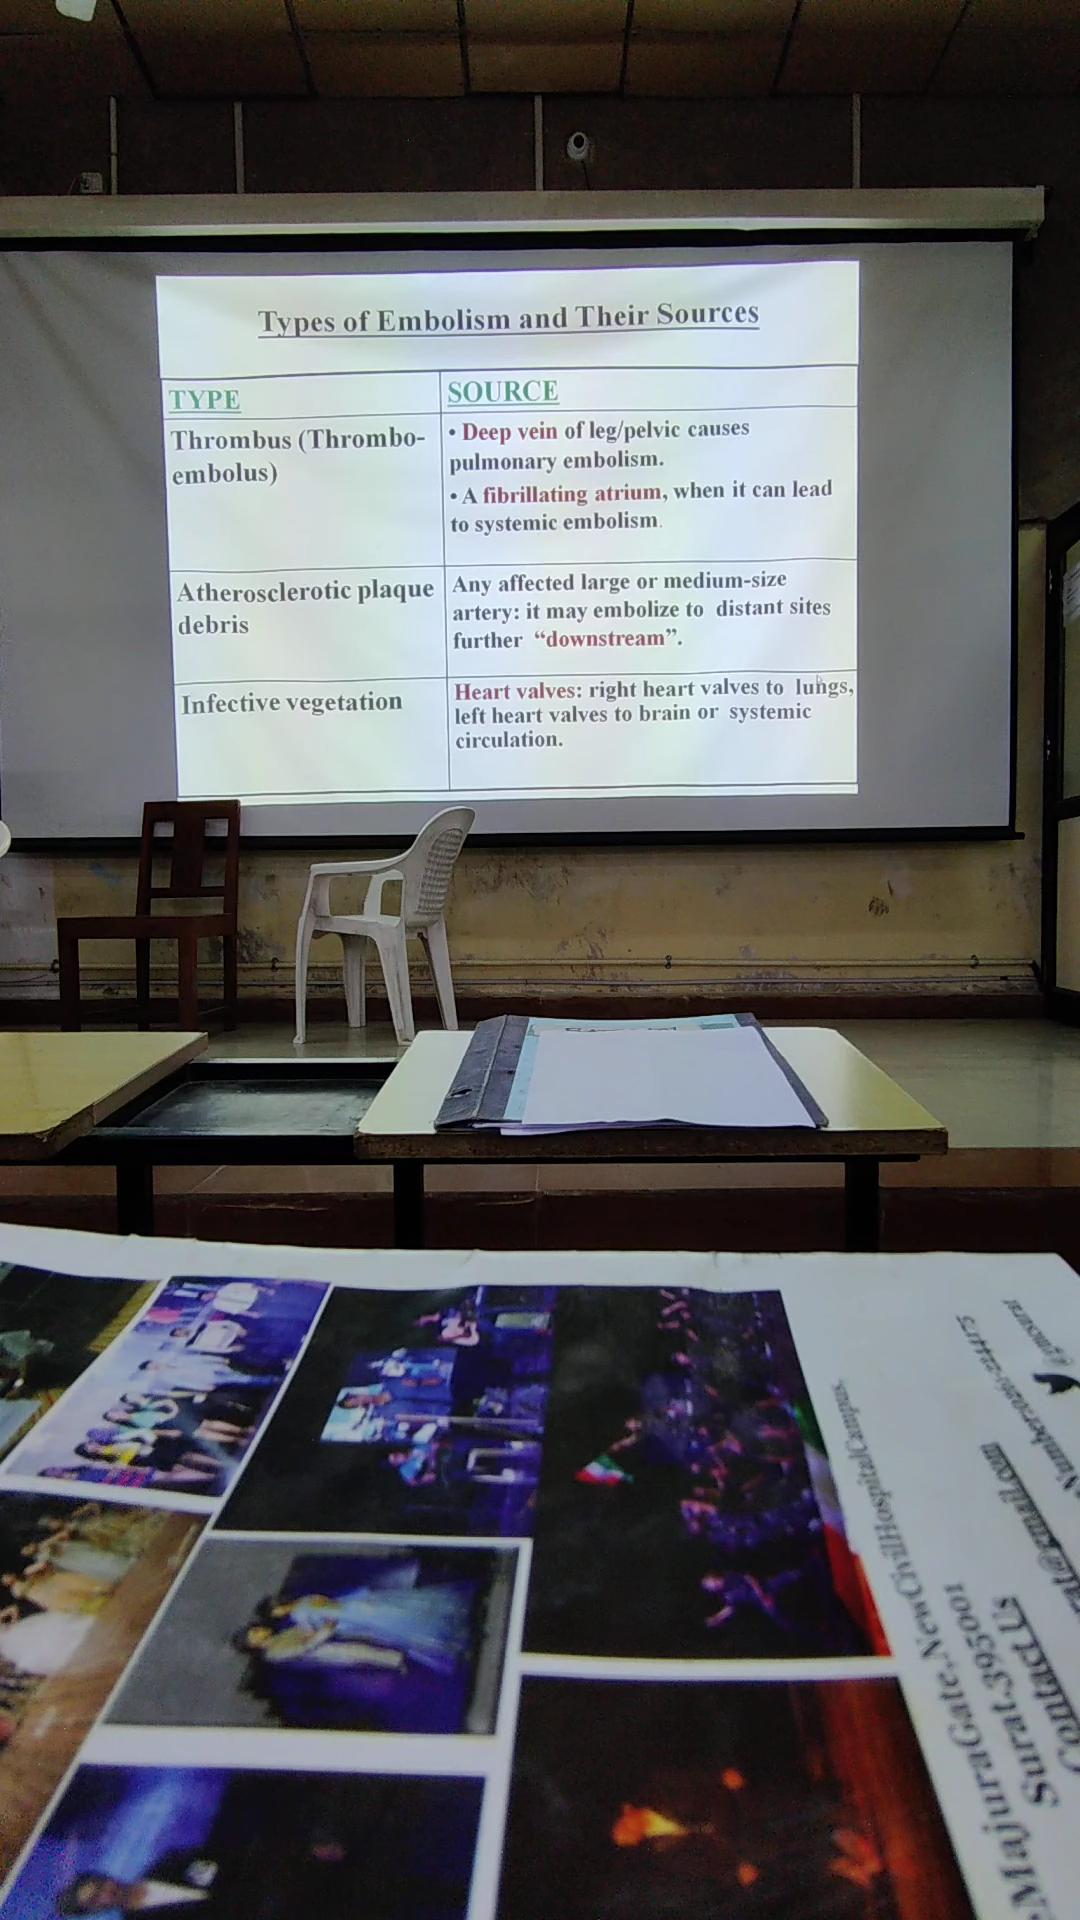 Types of Embolism and Their Sources
TYPE
SOURCE
Thrombus (Thrombo-
embolus)
• Deep vein of leg/pelvic causes
pulmonary embolism.
• A fibrillating atrium, when it can lead
to systemic embolism.
Atherosclerotic plaque
debris
Any affected large or medium-size
artery: it may embolize to distant sites
further “downstream”.
Infective vegetation
Heart valves: right heart valves to lungs,
left heart valves to brain or systemic
circulation.
MajuraGate,NewCivilHospitalCampus,
Surat.395001
Contact Us
@gmcsurat